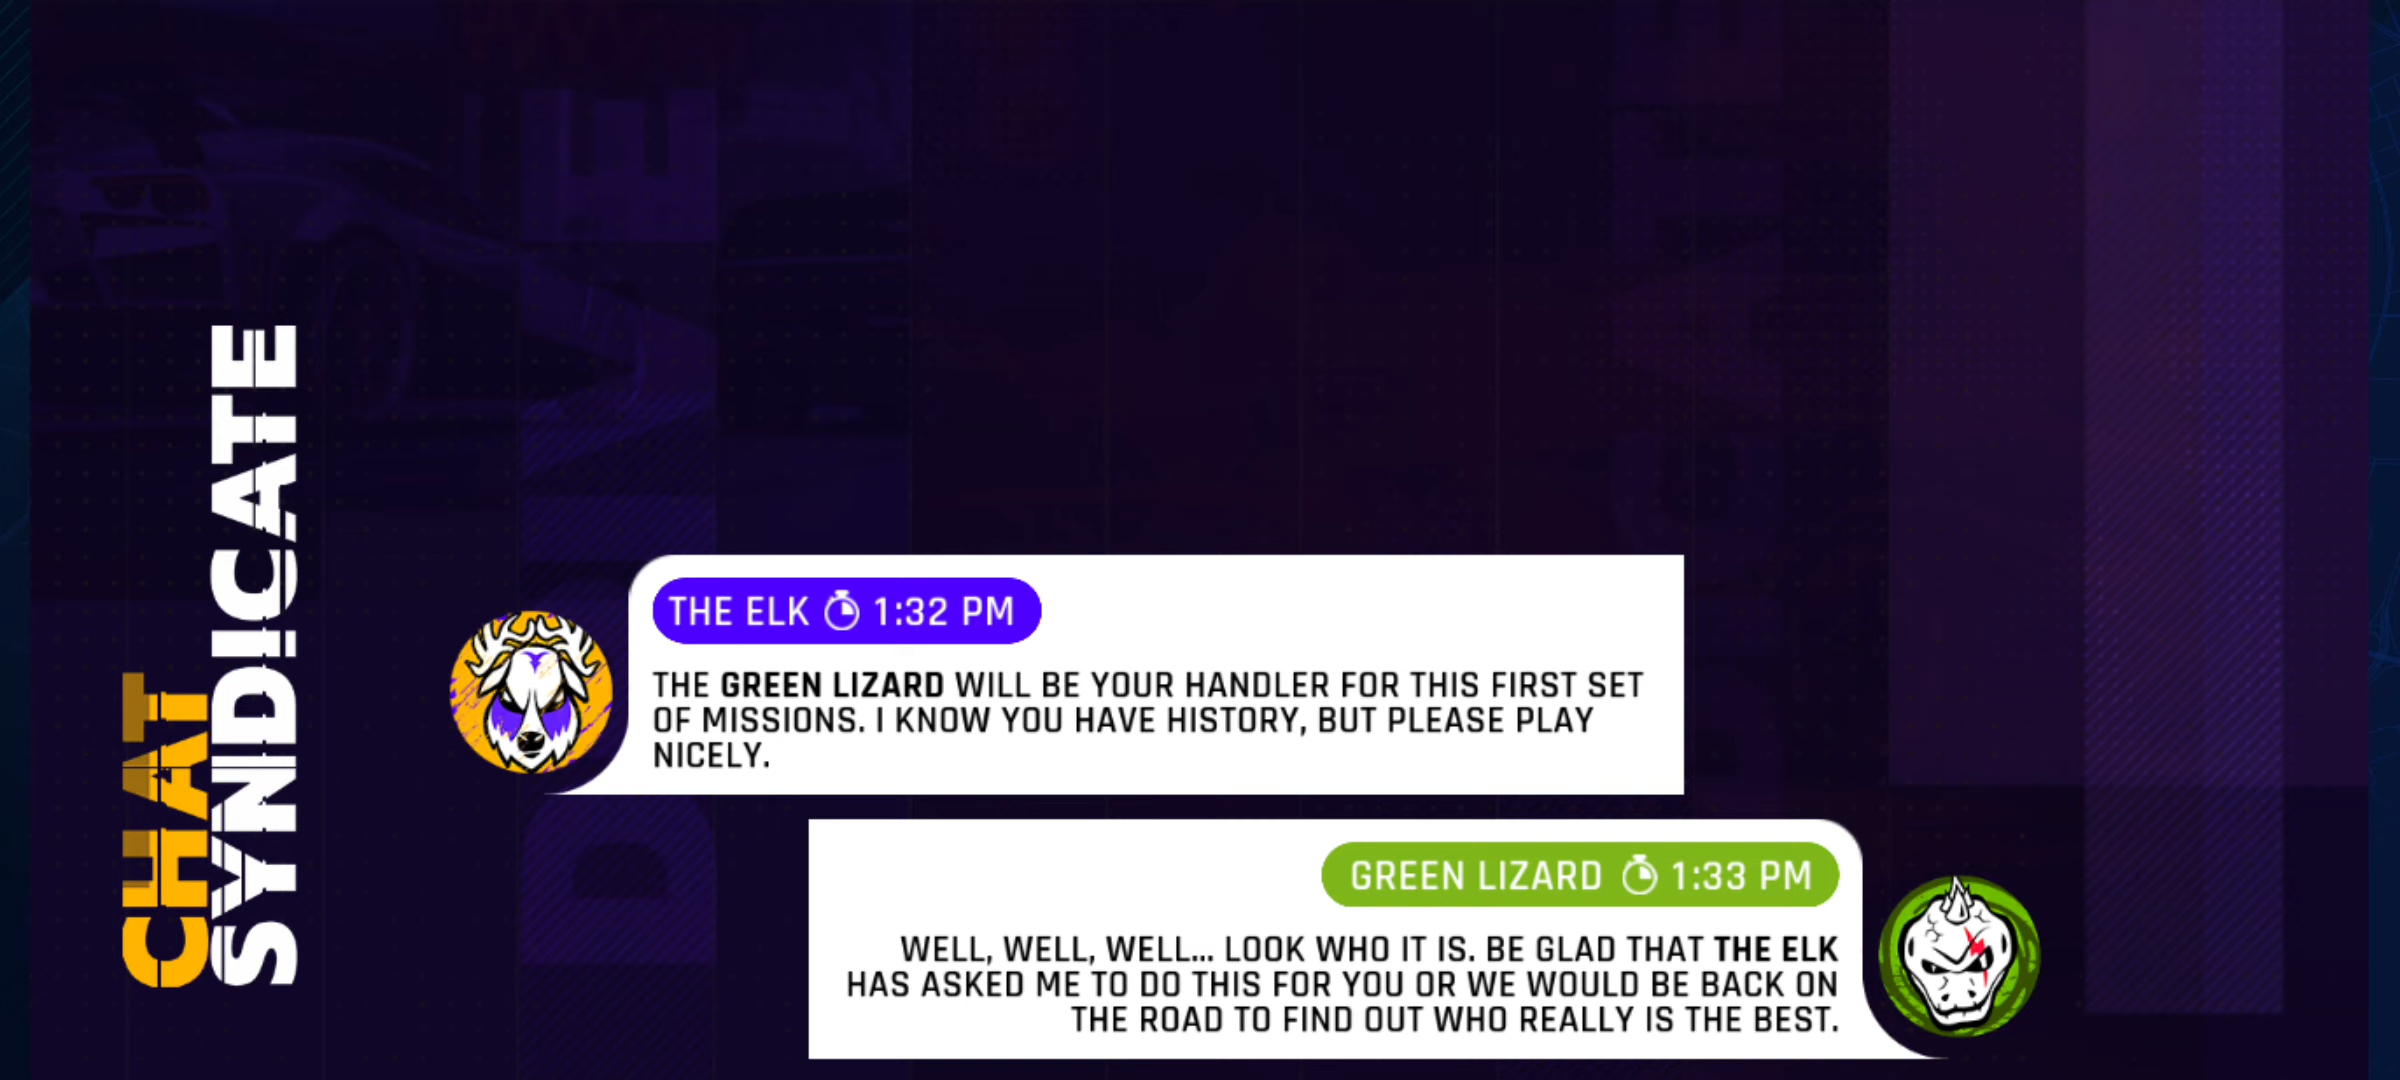 CHAT
SYNDICATE
THE ELK 1:32 PM
THE GREEN LIZARD WILL BE YOUR HANDLER FOR THIS FIRST SET
OF MISSIONS. I KNOW YOU HAVE HISTORY, BUT PLEASE PLAY
NICELY.
GREEN LIZARD 1:33 PM
WELL, WELL, WELL... LOOK WHO IT IS. BE GLAD THAT THE ELK
HAS ASKED ME TO DO THIS FOR YOU OR WE WOULD BE BACK ON
THE ROAD TO FIND OUT WHO REALLY IS THE BEST.